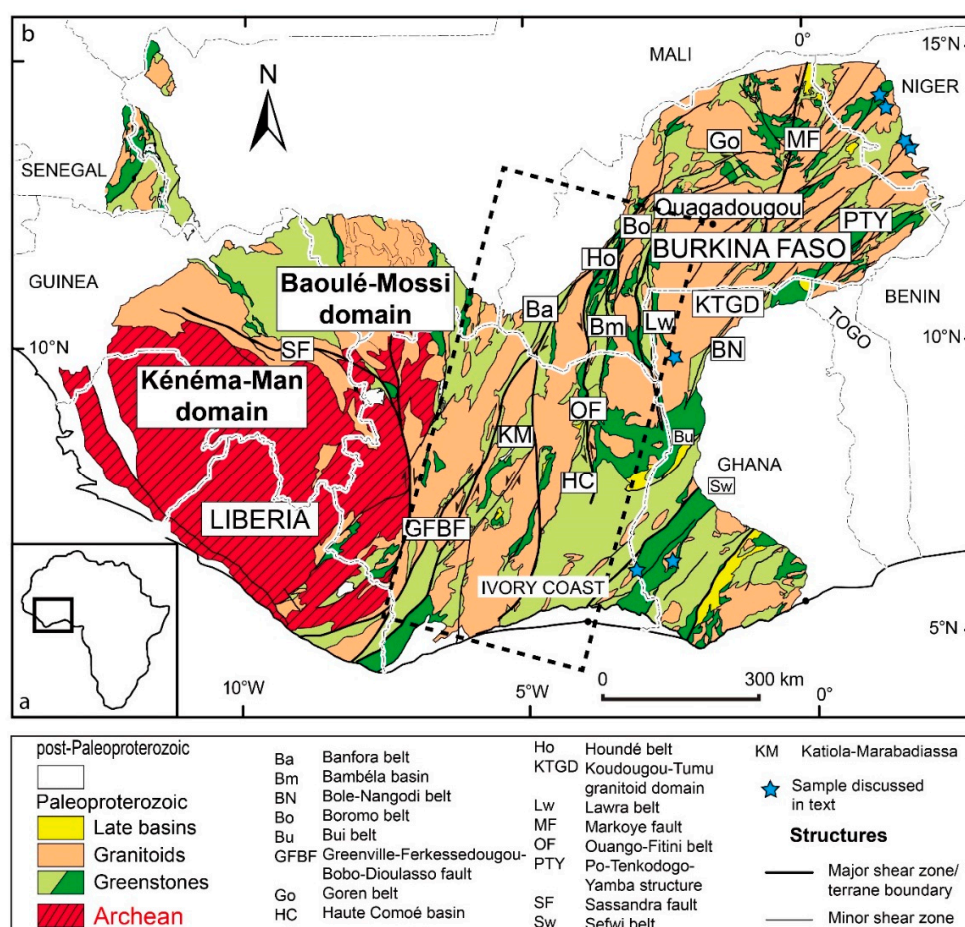 b
0°
15°N
MALI
N
NIGER
Go
MF
SENEGAL
Ouagadougou
PTY
Bo
BURKINA FASO
Ho
GUINEA
Baoulé-Mossi
domain
BENIN
KTGD
Ba
Lw
TOGO
Bm
10°N
10°N
SF
BN
Kénéma-Man
domain
OF
KM
Bu
GHANA
HC
Sw
LIBERIA
GFBF
IVORY COAST
5°N
a
10°W
5°W
0
300 km
0°
post-Paleoproterozoic
Paleoproterozoic
Late basins
Granitoids
Greenstones
Archean
Ba Banfora belt
Bm Bambéla basin
BN Bole-Nangodi belt
Bo Boromo belt
Bu Bui belt
GFBF Greenville-Ferkessedougou-
Bobo-Dioulasso fault
Go Goren belt
HC Haute Comoé basin
Ho Houndé belt
KTGD Koudougou-Tumu
granitoid domain
Lw Lawra belt
MF Markoye fault
OF Ouango-Fitini belt
PTY Po-Tenkodogo-
Yamba structure
SF Sassandra fault
Sw Sefwi belt
KM Katiola-Marabadiassa
Sample discussed
in text
Structures
Major shear zone/
terrane boundary
Minor shear zone